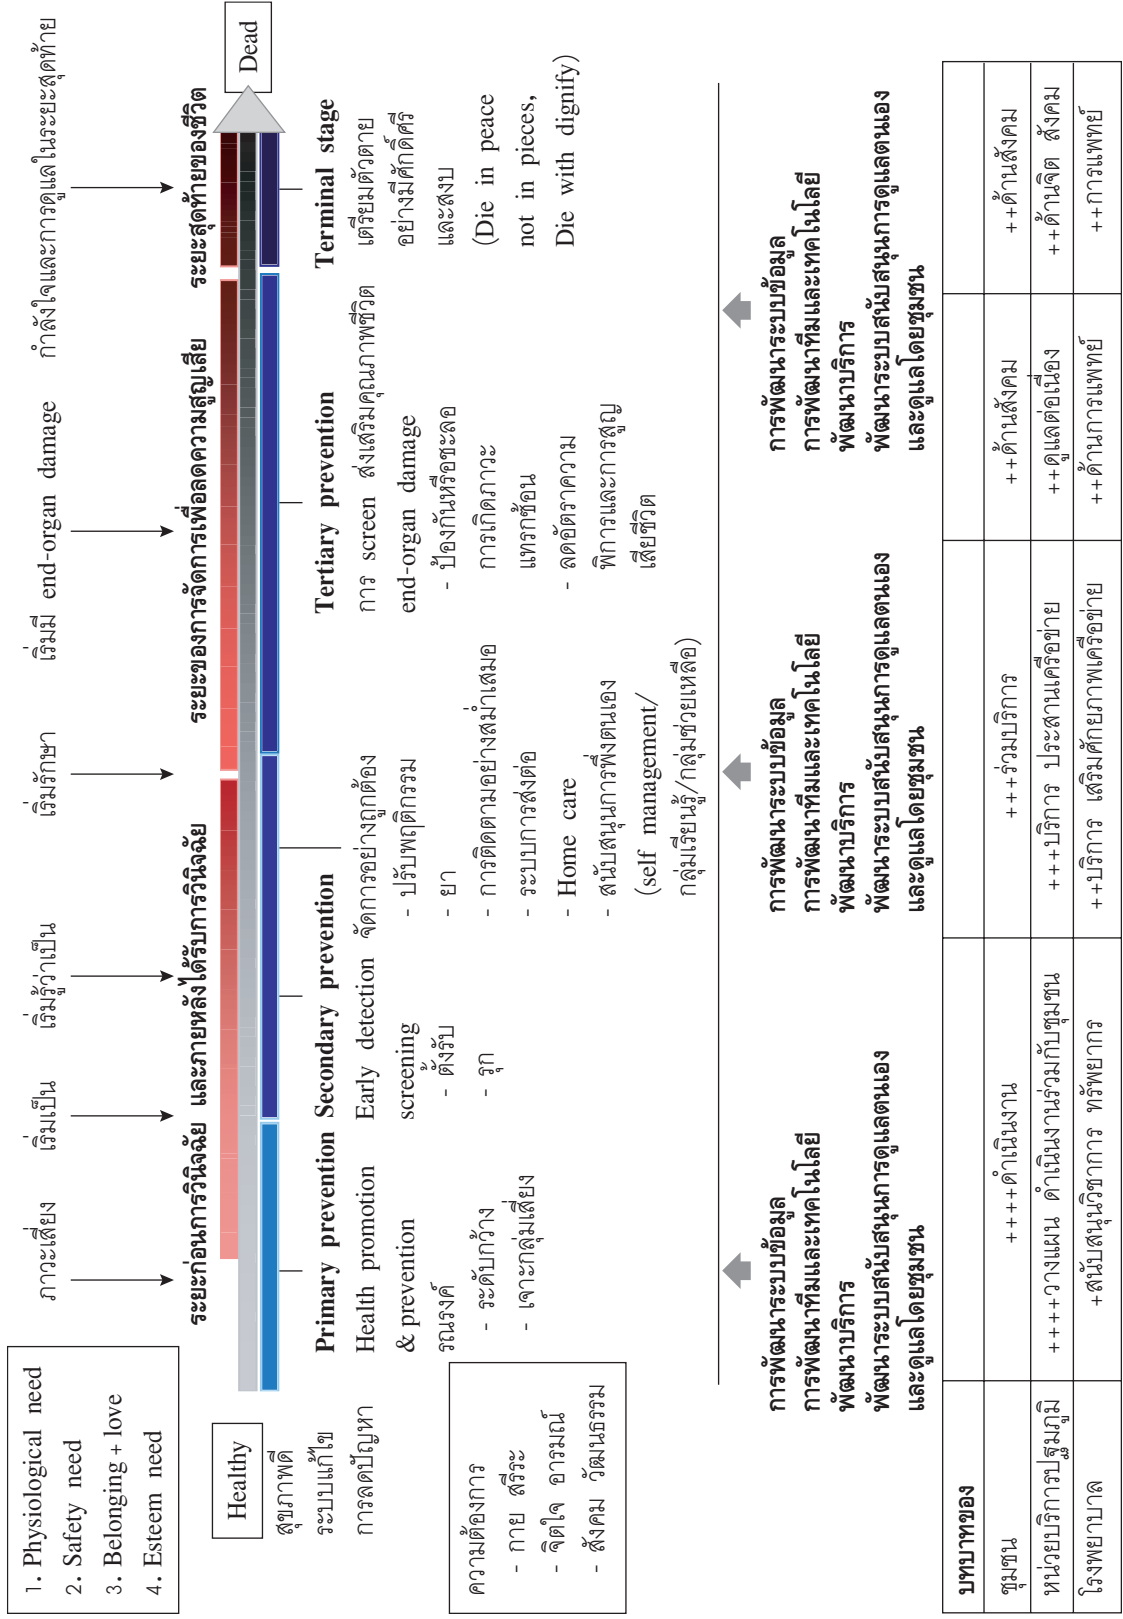 1. Physiological need
2. Safety need
3. Belonging + love
4. Esteem need
ภาวะเสี่ยง
เริ่มเป็น
เริ่มรู้ว่าเป็น
เริ่มรักษา
เริ่มมี end-organ damage
กำลังใจและการดูแลในระยะสุดท้าย
ระยะก่อนการวินิจฉัย และภายหลังได้รับการวินิจฉัย
ระยะของการจัดการเพื่อลดความสูญเสีย
ระยะสุดท้ายของชีวิต
Healthy
Dead
สุขภาพดี
ระบบแก้ไข
การลดปัญหา
Primary prevention
Health promotion
& prevention
รณรงค์
- ระดับกว้าง
- เจาะกลุ่มเสี่ยง
Secondary prevention
Early detection
screening
- ตั้งรับ
- รุก
จัดการอย่างถูกต้อง
- ปรับพฤติกรรม
- ยา
- การติดตามอย่างสม่ำเสมอ
- ระบบการส่งต่อ
- Home care
- สนับสนุนการพึ่งตนเอง
(self management/
กลุ่มเรียนรู้/กลุ่มช่วยเหลือ)
Tertiary prevention
การ screen ส่งเสริมคุณภาพชีวิต
end-organ damage
- ป้องกันหรือชะลอ
การเกิดภาวะ
แทรกซ้อน
- ลดอัตราความ
พิการและการสูญ
เสียชีวิต
Terminal stage
เตรียมตัวตาย
อย่างมีศักดิ์ศรี
และสงบ
(Die in peace
not in pieces,
Die with dignify)
ความต้องการ
- กาย สรีระ
- จิตใจ อารมณ์
- สังคม วัฒนธรรม
การพัฒนาระบบข้อมูล
การพัฒนาทีมและเทคโนโลยี
พัฒนาบริการ
พัฒนาระบบสนับสนุนการดูแลตนเอง
และดูแลโดยชุมชน
การพัฒนาระบบข้อมูล
การพัฒนาทีมและเทคโนโลยี
พัฒนาบริการ
พัฒนาระบบสนับสนุนการดูแลตนเอง
และดูแลโดยชุมชน
การพัฒนาระบบข้อมูล
การพัฒนาทีมและเทคโนโลยี
พัฒนาบริการ
พัฒนาระบบสนับสนุนการดูแลตนเอง
และดูแลโดยชุมชน
บทบาทของ
ชุมชน ++++ดำเนินงาน +++ร่วมบริการ ++ด้านสังคม ++ด้านสังคม
หน่วยบริการปฐมภูมิ ++++วางแผน ดำเนินงานร่วมกับชุมชน +++บริการ ประสานเครือข่าย ++ดูแลต่อเนื่อง ++ด้านจิต สังคม
โรงพยาบาล +สนับสนุนวิชาการ ทรัพยากร ++บริการ เสริมศักยภาพเครือข่าย ++ด้านการแพทย์ ++การแพทย์